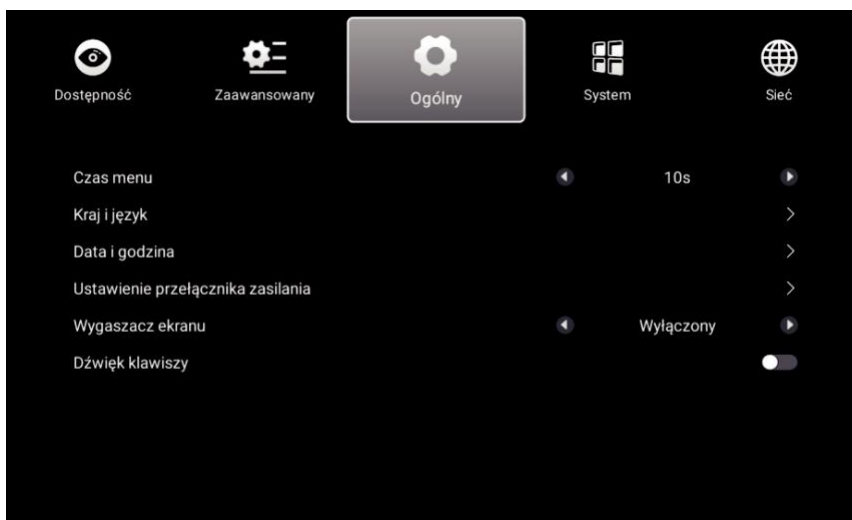 Dostępność Zaawansowany Ogólny System Sieć
Czas menu 10s
Kraj i język
Data i godzina
Ustawienie przełącznika zasilania
Wygaszacz ekranu Wyłączony
Dźwięk klawiszy